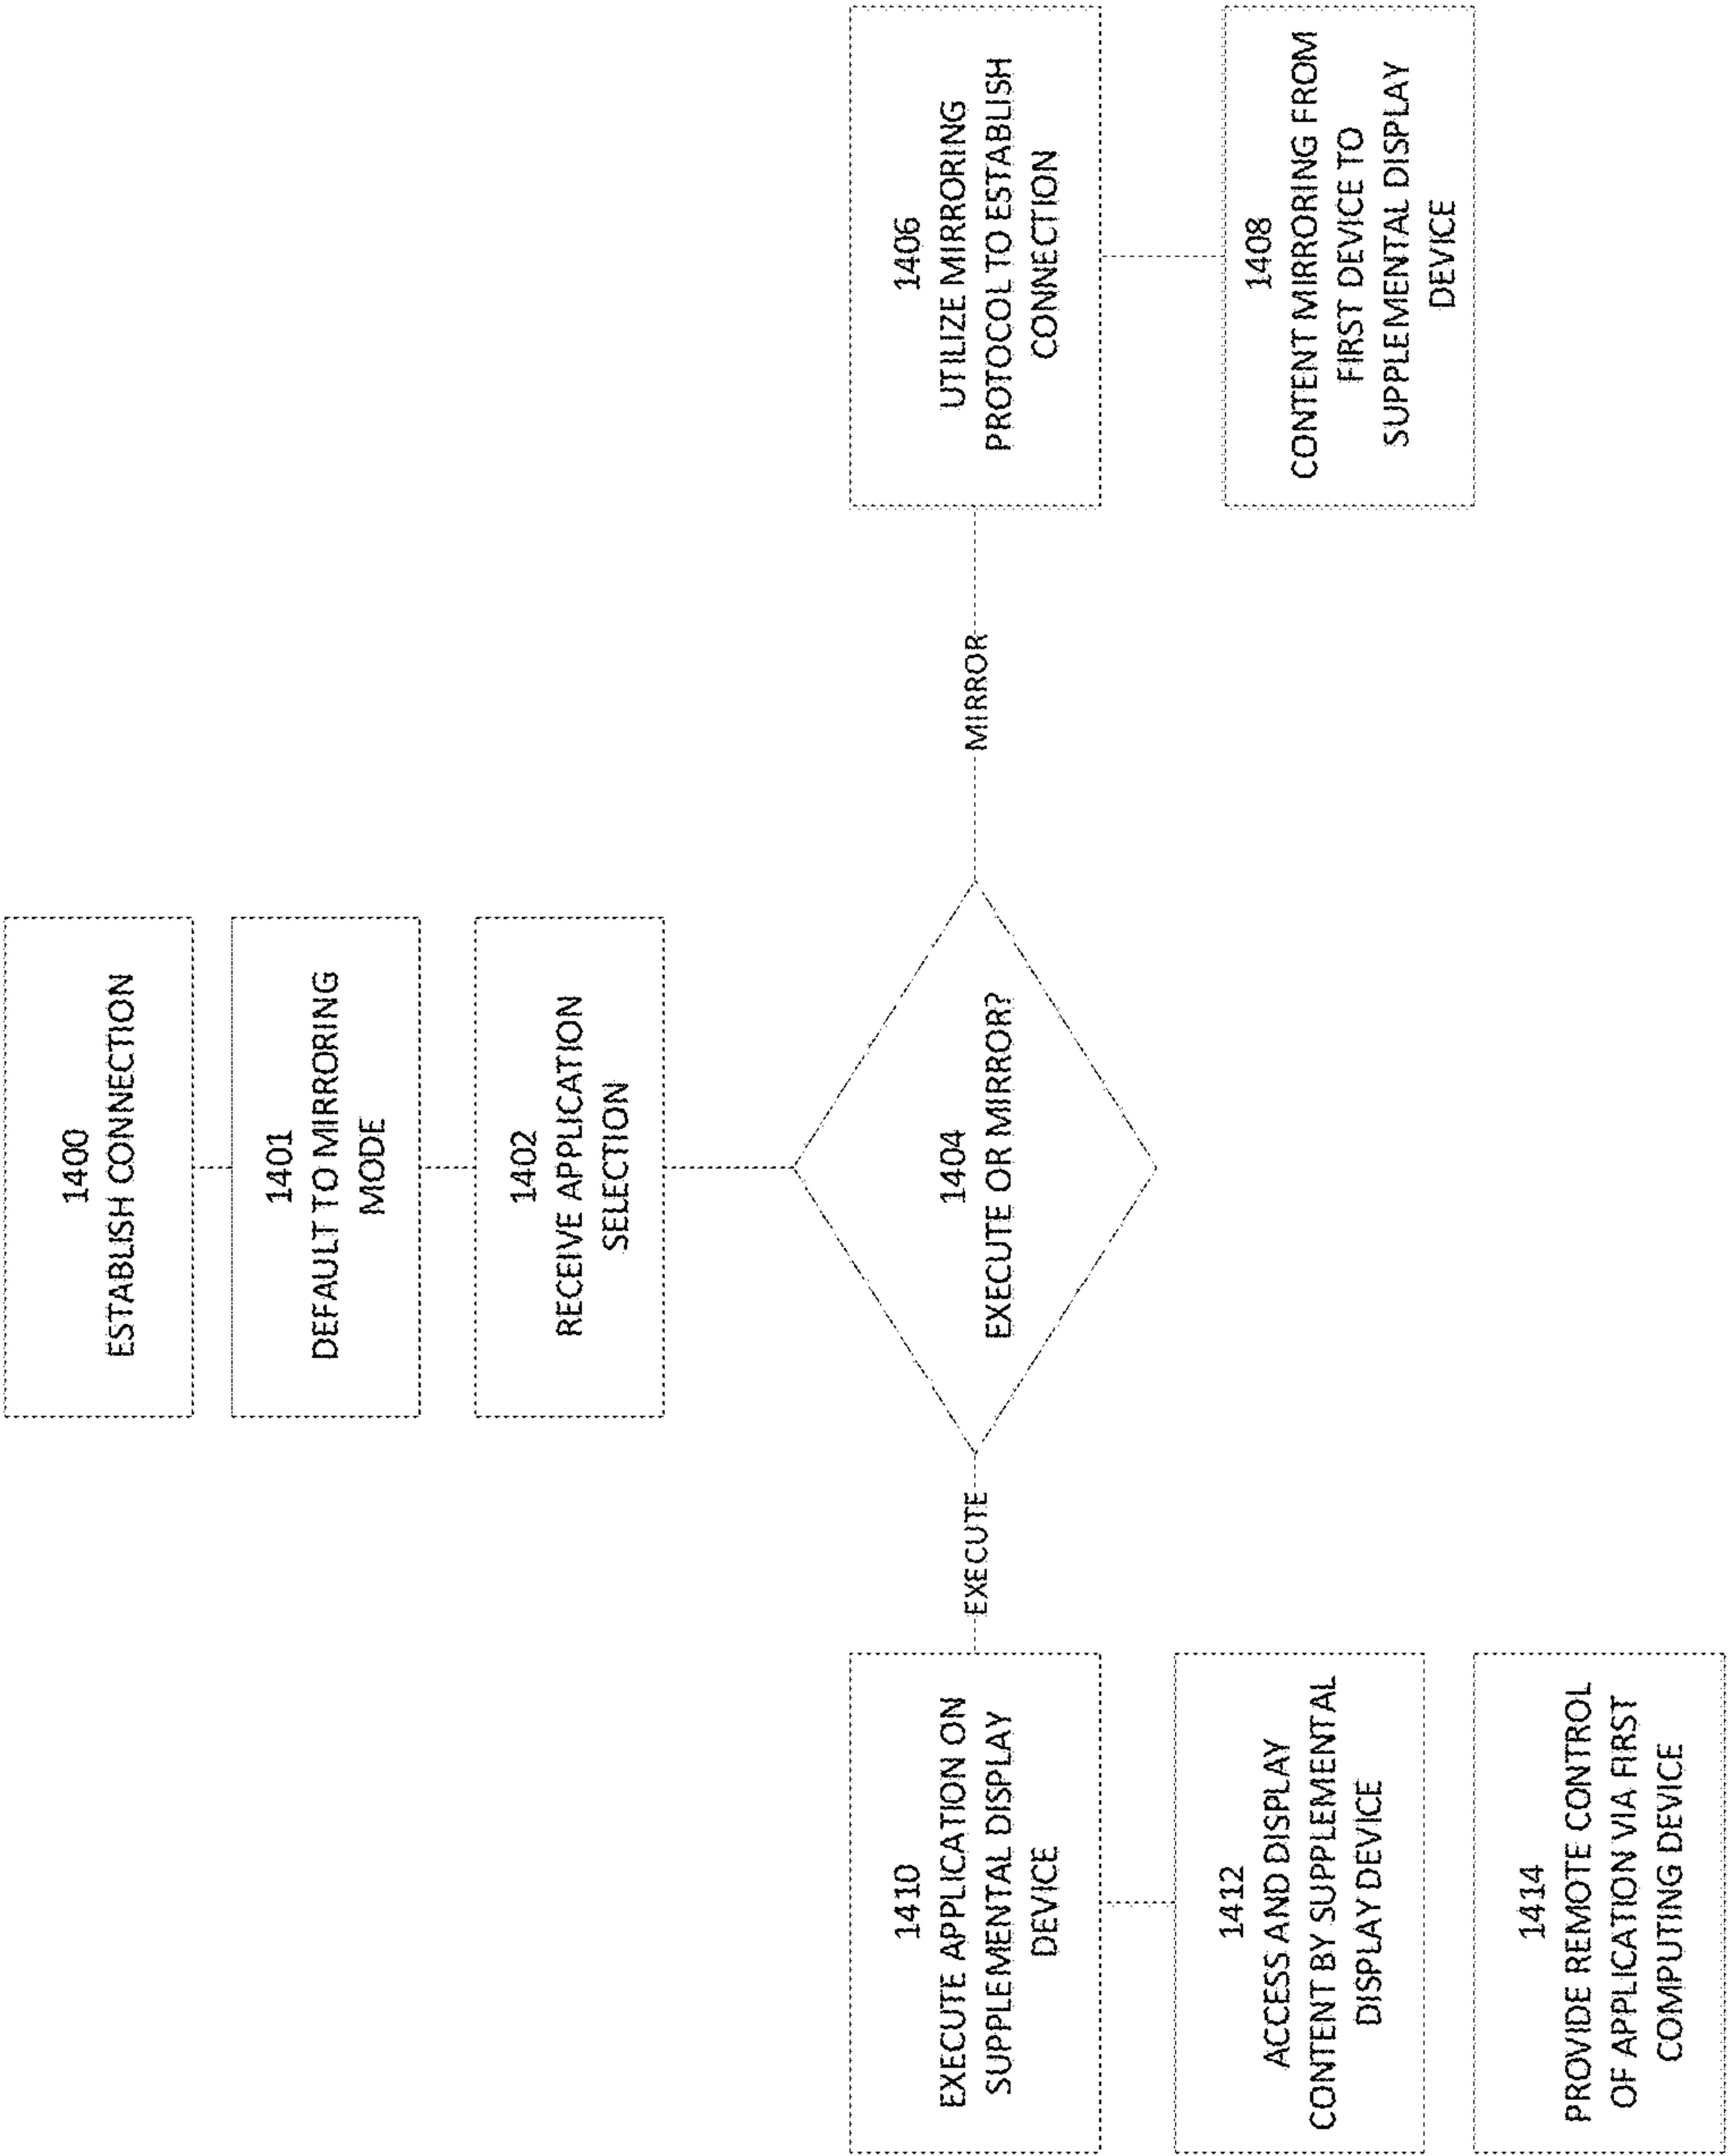 1400
ESTABLISH CONNECTION
1401
DEFAULT TO MIRRORING
MODE
1402
RECEIVE APPLICATION
SELECTION
1404
EXECUTE OR MIRROR?
EXECUTE
MIRROR
1410
EXECUTE APPLICATION ON
SUPPLEMENTAL DISPLAY
DEVICE
1412
ACCESS AND DISPLAY
CONTENT BY SUPPLEMENTAL
DISPLAY DEVICE
1414
PROVIDE REMOTE CONTROL
OF APPLICATION VIA FIRST
COMPUTING DEVICE
1406
UTILIZE MIRRORING
PROTOCOL TO ESTABLISH
CONNECTION
1408
CONTENT MIRRORING FROM
FIRST DEVICE TO
SUPPLEMENTAL DISPLAY
DEVICE